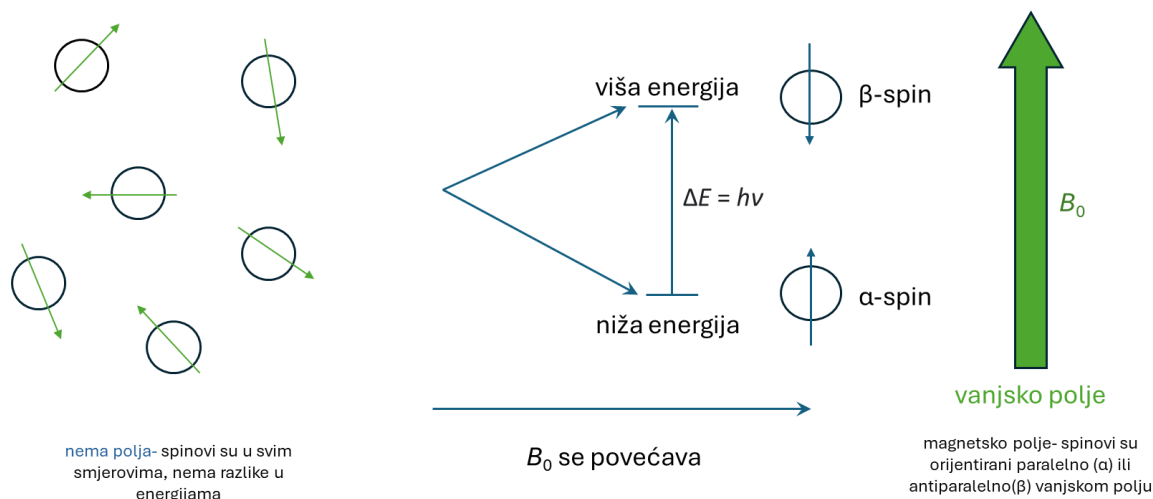 viša energija
β-spin
ΔE = hν
B₀
α-spin
niža energija
vanjsko polje
nema polja- spinovi su u svim
smjerovima, nema razlike u
energijama
B₀ se povećava
magnetsko polje- spinovi su
orijentirani paralelno (α) ili
antiparalelno(β) vanjskom polju